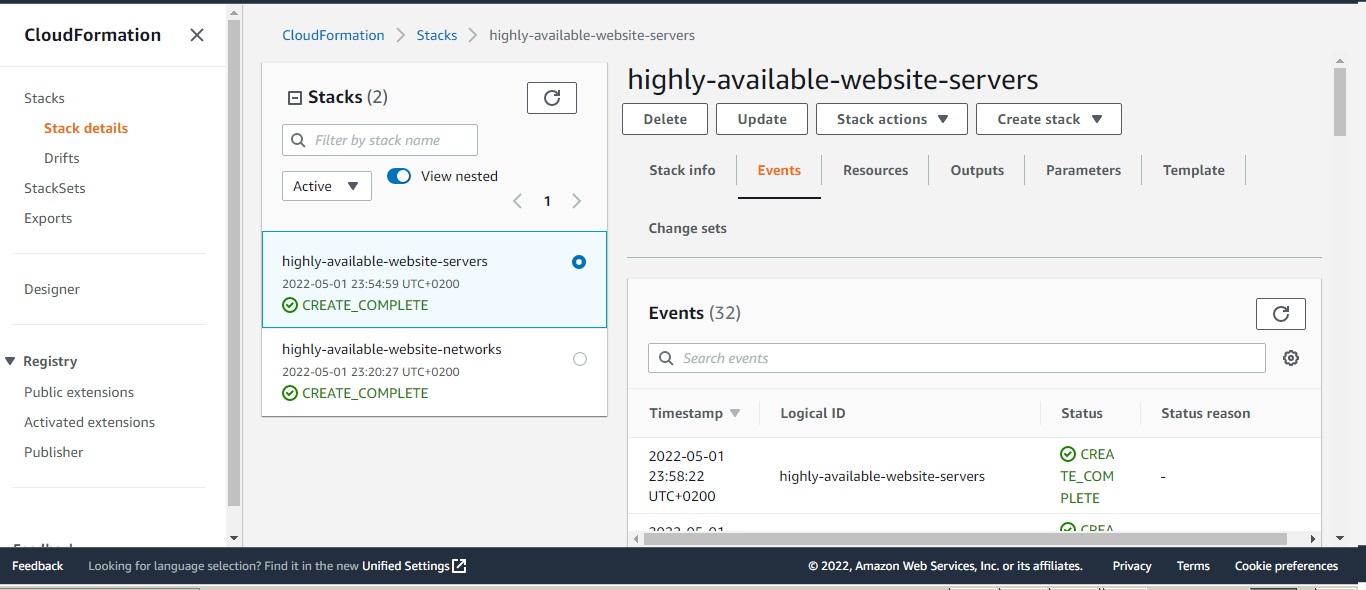 CloudFormation
Stacks
Stack details
Drifts
StackSets
Exports
Designer
Registry
Public extensions
Activated extensions
Publisher
CloudFormation
Stacks
highly-available-website-servers
Stacks (2)
Filter by stack name
Active
View nested
1
highly-available-website-servers
2022-05-01 23:54:59 UTC+0200
CREATE_COMPLETE
highly-available-website-networks
2022-05-01 23:20:27 UTC+0200
CREATE_COMPLETE
highly-available-website-servers
Delete
Update
Stack actions
Create stack
Stack info
Events
Resources
Outputs
Parameters
Template
Change sets
Events (32)
Search events
Timestamp
Logical ID
Status
Status reason
2022-05-01
23:58:22
UTC+0200
highly-available-website-servers
CREA
TE_COM
PLETE
-
2022-05-01
CREA
Feedback
Looking for language selection? Find it in the new Unified Settings
© 2022, Amazon Web Services, Inc. or its affiliates.
Privacy
Terms
Cookie preferences